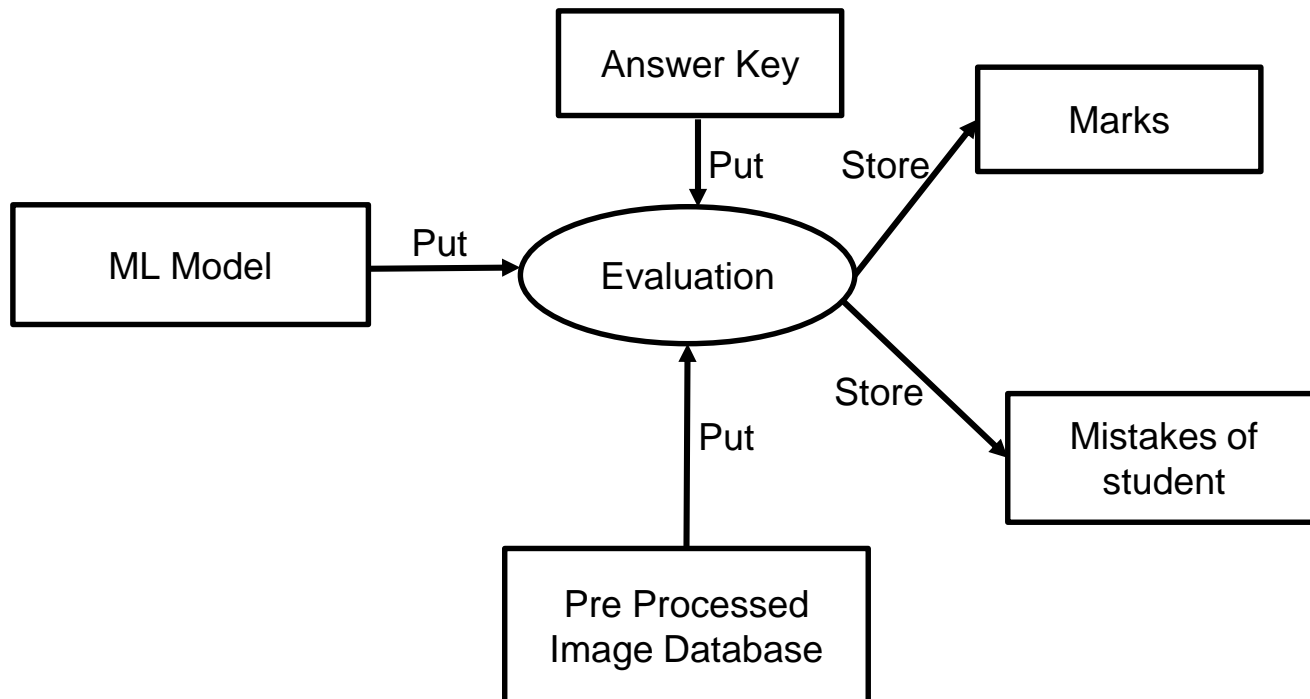 Answer Key
Marks
Put
Store
ML Model
Put
Evaluation
Store
Put
Mistakes of
student
Pre Processed
Image Database